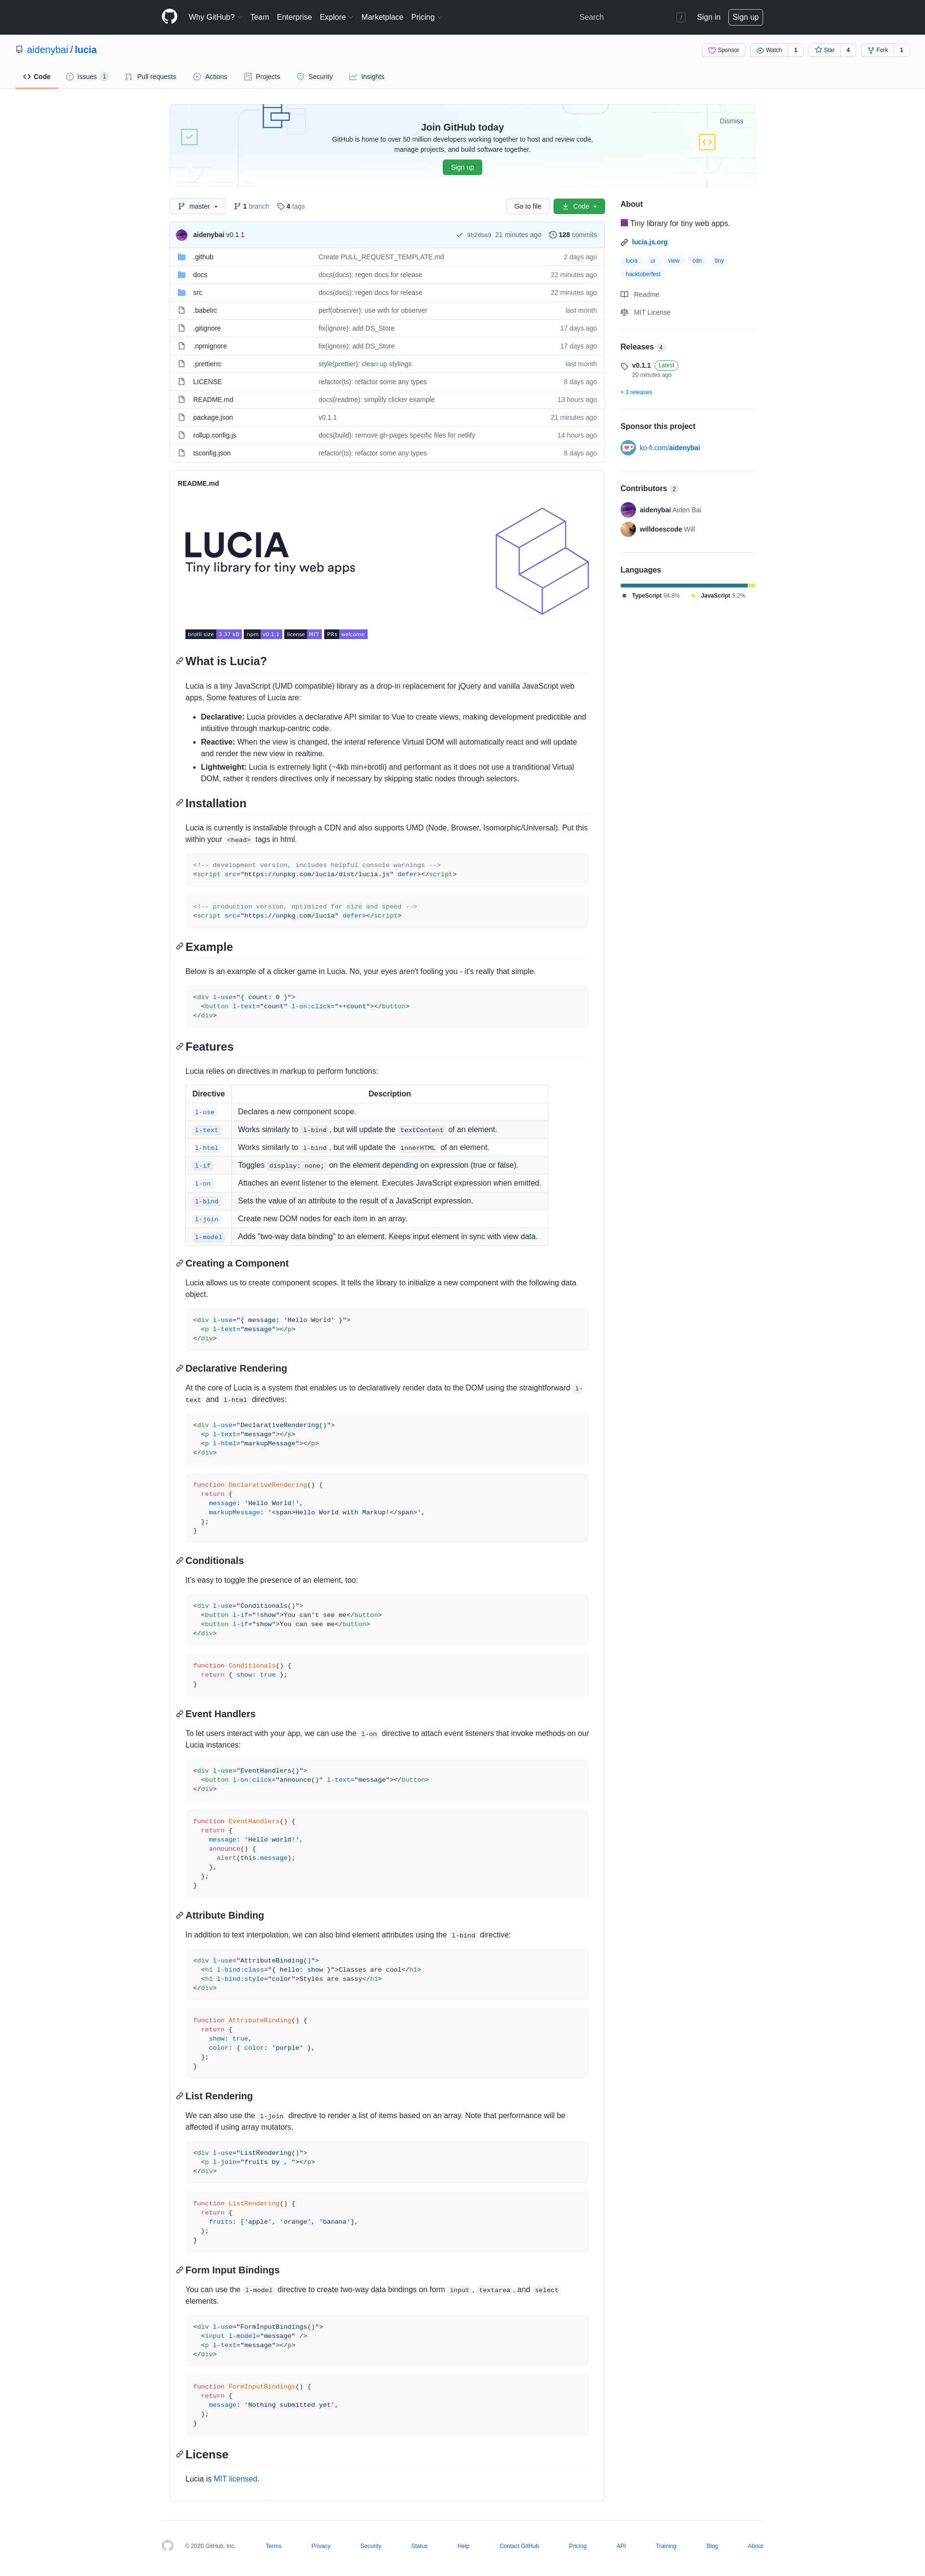 Why GitHub? Team Enterprise Explore Marketplace Pricing Search / Sign in Sign up
aidenybai / lucia
Sponsor Watch 1 Star 4 Fork 1
Code Issues 1 Pull requests Actions Projects Security Insights
Dismiss
Join GitHub today
GitHub is home to over 50 million developers working together to host and review code,
manage projects, and build software together.
Sign up
master 1 branch 4 tags Go to file Code
aidenybai v0.1.1 9b2dba9 21 minutes ago 128 commits
.github Create PULL_REQUEST_TEMPLATE.md 2 days ago
docs docs(docs): regen docs for release 22 minutes ago
src docs(docs): regen docs for release 22 minutes ago
.babelrc perf(observer): use with for observer last month
.gitignore fix(ignore): add DS_Store 17 days ago
.npmignore fix(ignore): add DS_Store 17 days ago
.prettierrc style(prettier): clean up stylings last month
LICENSE refactor(ts): refactor some any types 8 days ago
README.md docs(readme): simplify clicker example 13 hours ago
package.json v0.1.1 21 minutes ago
rollup.config.js docs(build): remove gh-pages specific files for netlify 14 hours ago
tsconfig.json refactor(ts): refactor some any types 8 days ago
About
Tiny library for tiny web apps.
lucia.js.org
lucia ui view cdn tiny
hacktoberfest
Readme
MIT License
Releases 4
v0.1.1 Latest
20 minutes ago
+ 3 releases
Sponsor this project
ko-fi.com/aidenybai
Contributors 2
aidenybai Aiden Bai
willdoescode Will
Languages
TypeScript 94.8% JavaScript 5.2%
README.md
LUCIA
Tiny library for tiny web apps
brotli size 3.37 kB npm v0.1.1 license MIT PRs welcome
What is Lucia?
Lucia is a tiny JavaScript (UMD compatible) library as a drop-in replacement for jQuery and vanilla JavaScript web
apps. Some features of Lucia are:
Declarative: Lucia provides a declarative API similar to Vue to create views, making development predictible and
intiuitive through markup-centric code.
Reactive: When the view is changed, the interal reference Virtual DOM will automatically react and will update
and render the new view in realtime.
Lightweight: Lucia is extremely light (~4kb min+brotli) and performant as it does not use a tranditional Virtual
DOM, rather it renders directives only if necessary by skipping static nodes through selectors.
Installation
Lucia is currently is installable through a CDN and also supports UMD (Node, Browser, Isomorphic/Universal). Put this
within your <head> tags in html.
<!-- development version, includes helpful console warnings -->
<script src="https://unpkg.com/lucia/dist/lucia.js" defer></script>
<!-- production version, optimized for size and speed -->
<script src="https://unpkg.com/lucia" defer></script>
Example
Below is an example of a clicker game in Lucia. No, your eyes aren't fooling you - it's really that simple.
<div l-use="{ count: 0 }">
<button l-text="count" l-on:click="++count"></button>
</div>
Features
Lucia relies on directives in markup to perform functions:
Directive Description
l-use Declares a new component scope.
l-text Works similarly to l-bind, but will update the textContent of an element.
l-html Works similarly to l-bind, but will update the innerHTML of an element.
l-if Toggles display: none; on the element depending on expression (true or false).
l-on Attaches an event listener to the element. Executes JavaScript expression when emitted.
l-bind Sets the value of an attribute to the result of a JavaScript expression.
l-join Create new DOM nodes for each item in an array.
l-model Adds "two-way data binding" to an element. Keeps input element in sync with view data.
Creating a Component
Lucia allows us to create component scopes. It tells the library to initialize a new component with the following data
object.
<div l-use="{ message: 'Hello World' }">
<p l-text="message"></p>
</div>
Declarative Rendering
At the core of Lucia is a system that enables us to declaratively render data to the DOM using the straightforward l-
text and l-html directives:
<div l-use="DeclarativeRendering()">
<p l-text="message"></p>
<p l-html="markupMessage"></p>
</div>
function DeclarativeRendering() {
return {
message: 'Hello World!',
markupMessage: '<span>Hello World with Markup!</span>',
};
}
Conditionals
It's easy to toggle the presence of an element, too:
<div l-use="Conditionals()">
<button l-if="!show">You can't see me</button>
<button l-if="show">You can see me</button>
</div>
function Conditionals() {
return { show: true };
}
Event Handlers
To let users interact with your app, we can use the l-on directive to attach event listeners that invoke methods on our
Lucia instances:
<div l-use="EventHandlers()">
<button l-on:click="announce()" l-text="message"></button>
</div>
function EventHandlers() {
return {
message: 'Hello world!',
announce() {
alert(this.message);
},
};
}
Attribute Binding
In addition to text interpolation, we can also bind element attributes using the l-bind directive:
<div l-use="AttributeBinding()">
<h1 l-bind:class="{ hello: show }">Classes are cool</h1>
<h1 l-bind:style="color">Styles are sassy</h1>
</div>
function AttributeBinding() {
return {
show: true,
color: { color: 'purple' },
};
}
List Rendering
We can also use the l-join directive to render a list of items based on an array. Note that performance will be
affected if using array mutators.
<div l-use="ListRendering()">
<p l-join="fruits by , "></p>
</div>
function ListRendering() {
return {
fruits: ['apple', 'orange', 'banana'],
};
}
Form Input Bindings
You can use the l-model directive to create two-way data bindings on form input, textarea, and select
elements.
<div l-use="FormInputBindings()">
<input l-model="message" />
<p l-text="message"></p>
</div>
function FormInputBindings() {
return {
message: 'Nothing submitted yet',
};
}
License
Lucia is MIT licensed.
© 2020 GitHub, Inc. Terms Privacy Security Status Help Contact GitHub Pricing API Training Blog About